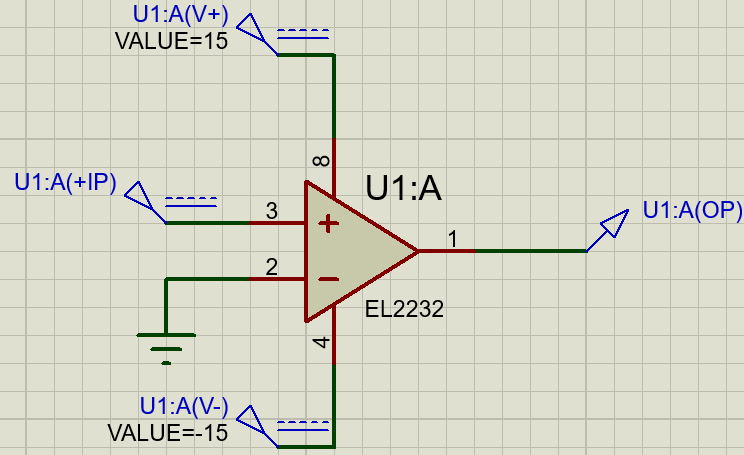 U1:A(V+)
VALUE=15
8
U1:A
U1:A(+IP)
3
+
U1:A(OP)
1
2
−
EL2232
4
U1:A(V-)
VALUE=-15